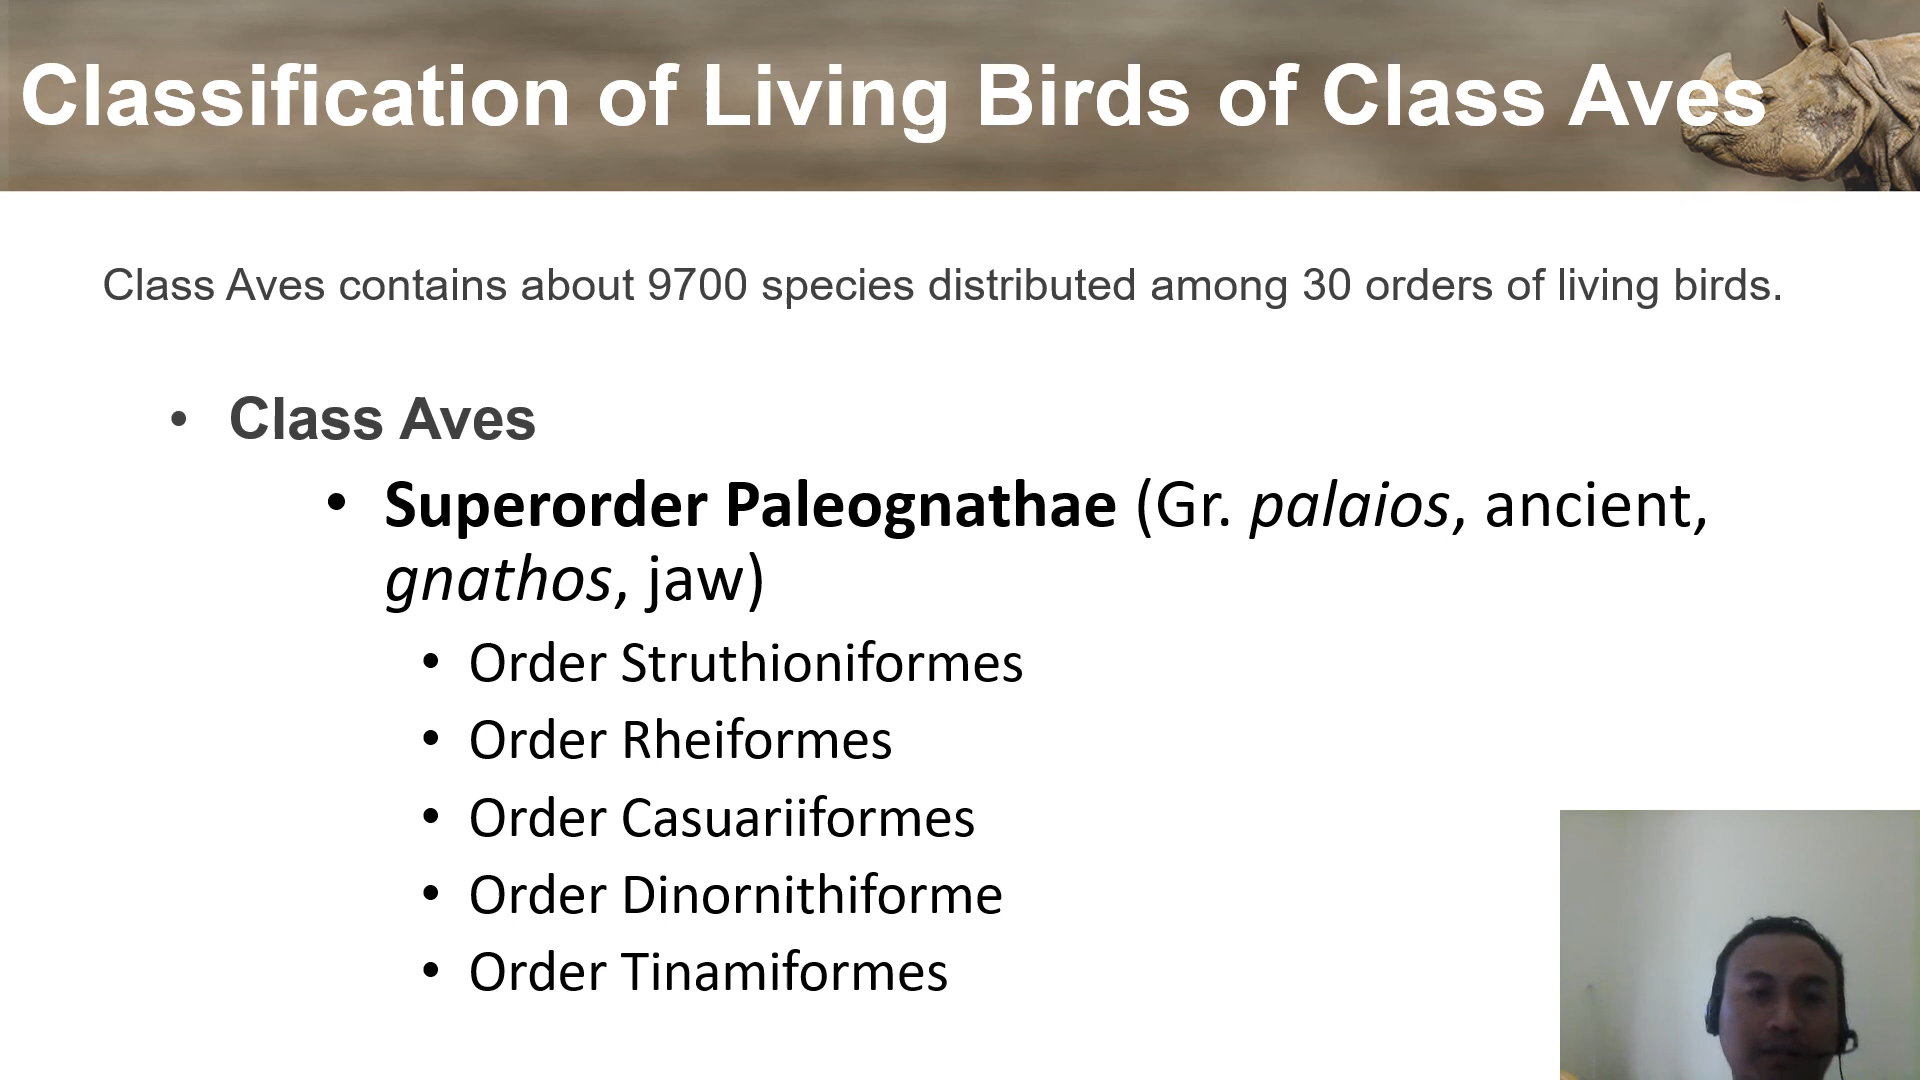 Classification of Living Birds of Class Aves
Class Aves contains about 9700 species distributed among 30 orders of living birds.
• Class Aves
• Superorder Paleognathae (Gr. palaios, ancient,
gnathos, jaw)
• Order Struthioniformes
• Order Rheiformes
• Order Casuariiformes
• Order Dinornithiforme
• Order Tinamiformes